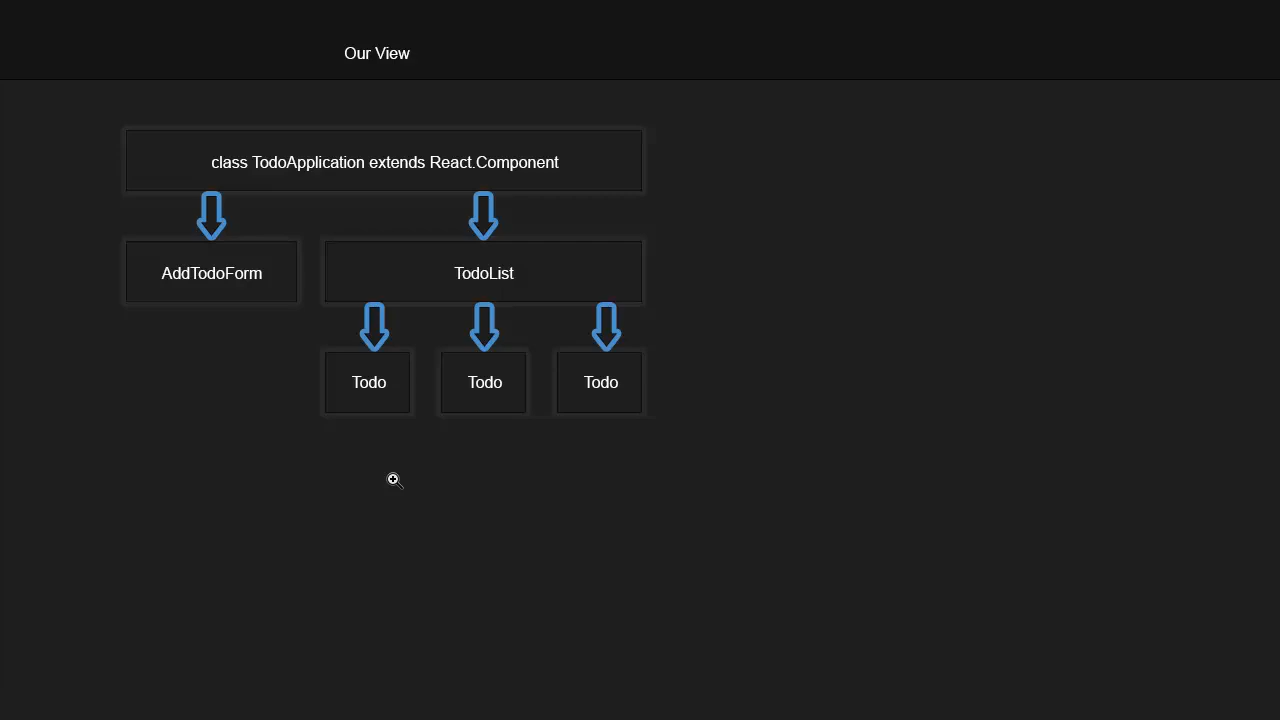 Our View
class TodoApplication extends React.Component
AddTodoForm
TodoList
Todo
Todo
Todo